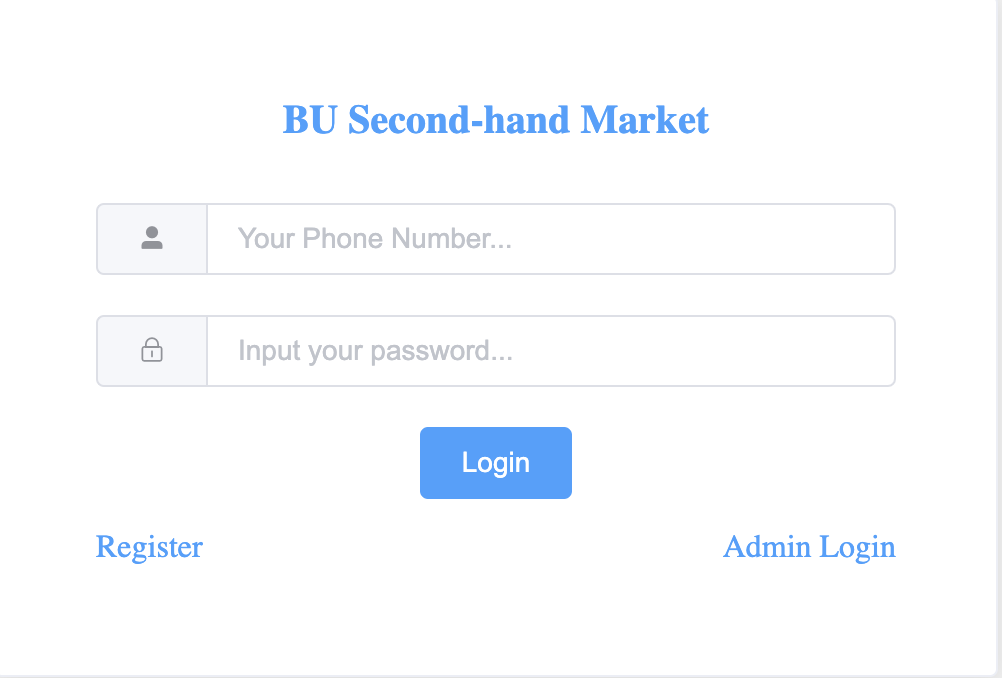 BU Second-hand Market
Your Phone Number...
Input your password...
Login
Register
Admin Login